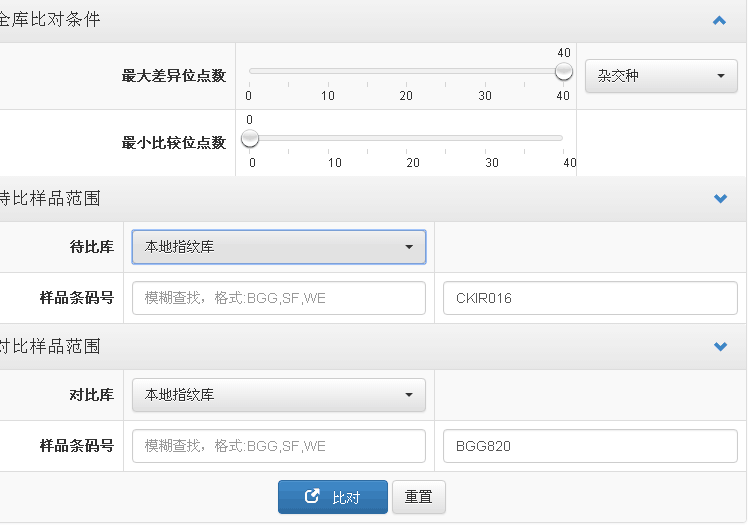 全库比对条件
最大差异位点数
40
0 10 20 30 40
杂交种
最小比较位点数
0
0 10 20 30 40
待比样品范围
待比库 本地指纹库
样品条码号 模糊查找，格式:BGG,SF,WE CKIR016
对比样品范围
对比库 本地指纹库
样品条码号 模糊查找，格式:BGG,SF,WE BGG820
比对 重置